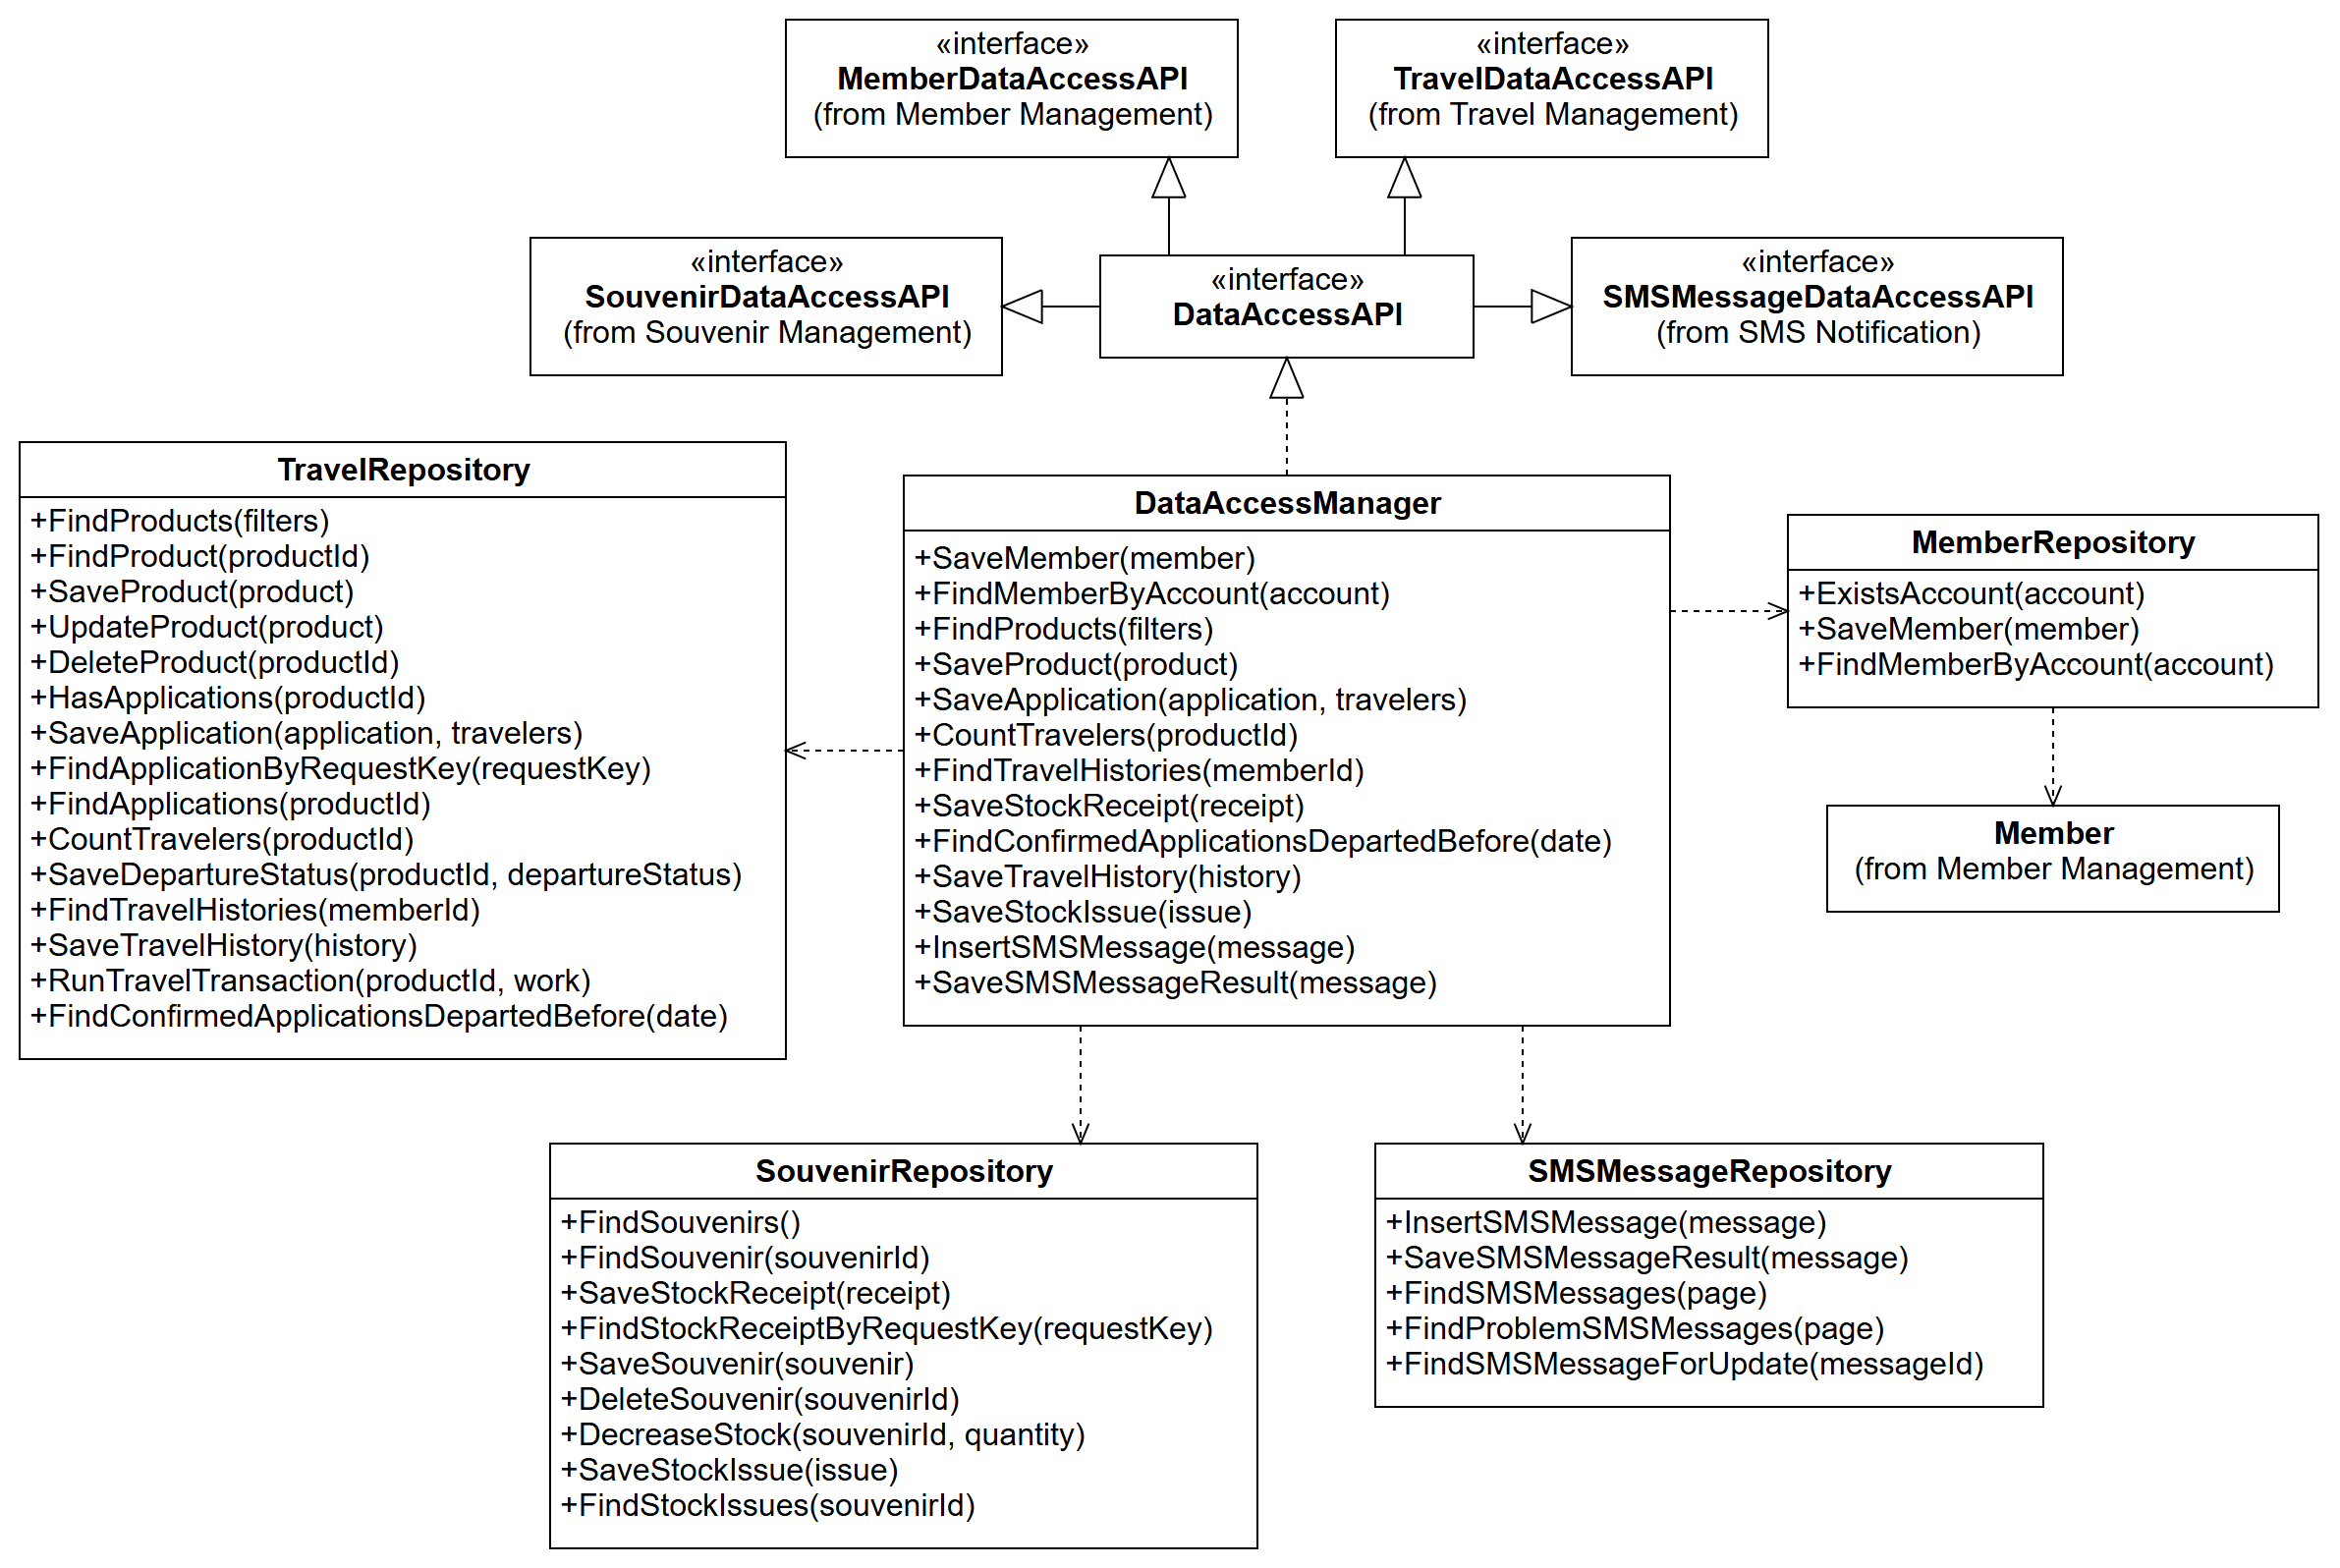 «interface»
MemberDataAccessAPI
(from Member Management)
«interface»
TravelDataAccessAPI
(from Travel Management)
«interface»
SouvenirDataAccessAPI
(from Souvenir Management)
«interface»
DataAccessAPI
«interface»
SMSMessageDataAccessAPI
(from SMS Notification)
TravelRepository
+FindProducts(filters)
+FindProduct(productId)
+SaveProduct(product)
+UpdateProduct(product)
+DeleteProduct(productId)
+HasApplications(productId)
+SaveApplication(application, travelers)
+FindApplicationByRequestKey(requestKey)
+FindApplications(productId)
+CountTravelers(productId)
+SaveDepartureStatus(productId, departureStatus)
+FindTravelHistories(memberId)
+SaveTravelHistory(history)
+RunTravelTransaction(productId, work)
+FindConfirmedApplicationsDepartedBefore(date)
DataAccessManager
+SaveMember(member)
+FindMemberByAccount(account)
+FindProducts(filters)
+SaveProduct(product)
+SaveApplication(application, travelers)
+CountTravelers(productId)
+FindTravelHistories(memberId)
+SaveStockReceipt(receipt)
+FindConfirmedApplicationsDepartedBefore(date)
+SaveTravelHistory(history)
+SaveStockIssue(issue)
+InsertSMSMessage(message)
+SaveSMSMessageResult(message)
MemberRepository
+ExistsAccount(account)
+SaveMember(member)
+FindMemberByAccount(account)
Member
(from Member Management)
SouvenirRepository
+FindSouvenirs()
+FindSouvenir(souvenirId)
+SaveStockReceipt(receipt)
+FindStockReceiptByRequestKey(requestKey)
+SaveSouvenir(souvenir)
+DeleteSouvenir(souvenirId)
+DecreaseStock(souvenirId, quantity)
+SaveStockIssue(issue)
+FindStockIssues(souvenirId)
SMSMessageRepository
+InsertSMSMessage(message)
+SaveSMSMessageResult(message)
+FindSMSMessages(page)
+FindProblemSMSMessages(page)
+FindSMSMessageForUpdate(messageId)